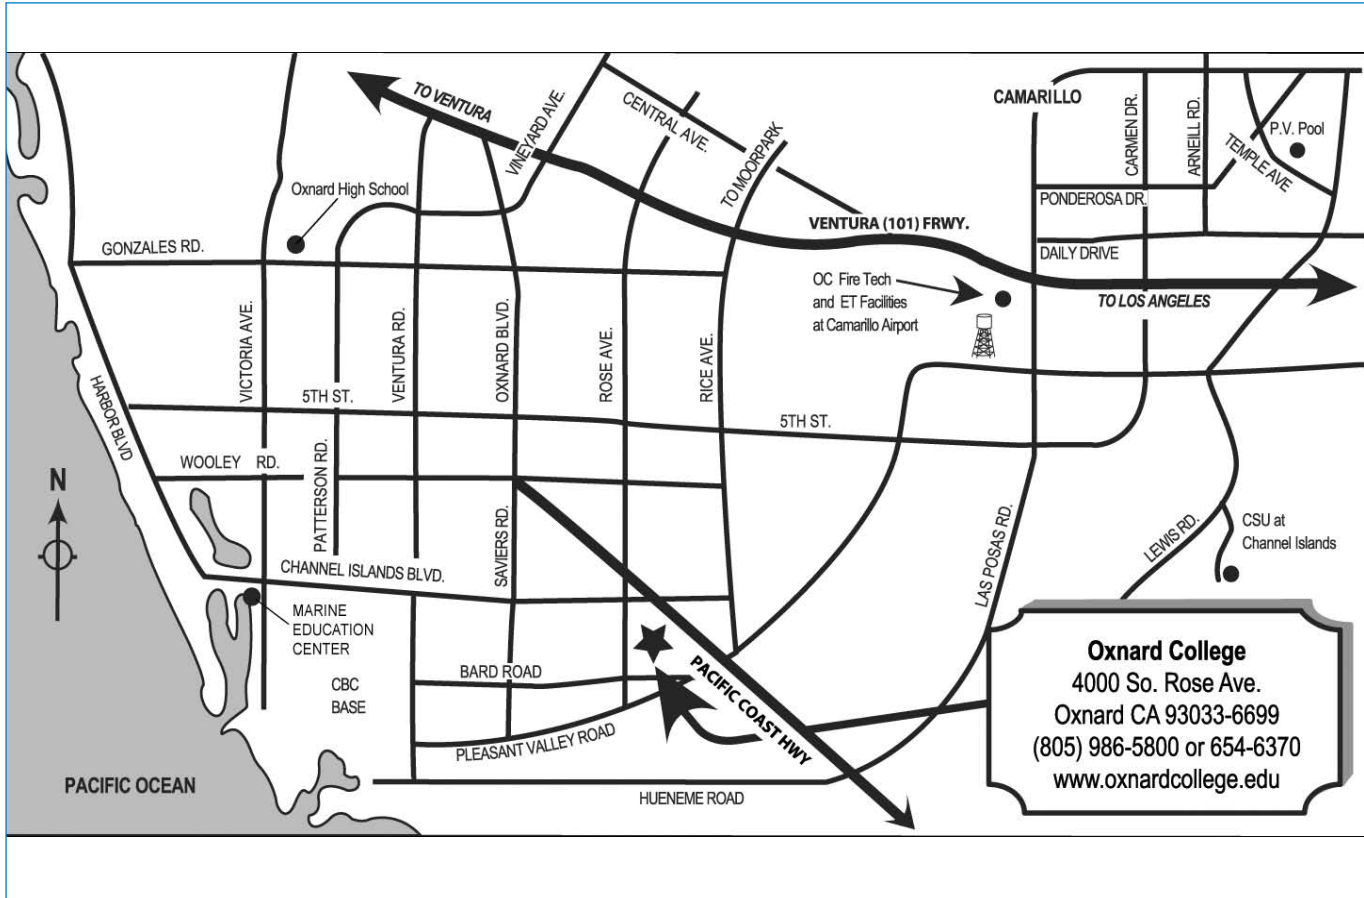 TO VENTURA
VINEYARD AVE.
CENTRAL AVE.
TO MOORPARK
CAMARILLO
CARMEN DR.
ARNEILL RD.
P.V. Pool
TEMPLE AVE
Oxnard High School
PONDEROSA DR.
VENTURA (101) FRWY.
GONZALES RD.
DAILY DRIVE
OC Fire Tech
and ET Facilities
at Camarillo Airport
TO LOS ANGELES
VICTORIA AVE.
VENTURA RD.
OXNARD BLVD.
ROSE AVE.
RICE AVE.
HARBOR BLVD
5TH ST.
5TH ST.
WOOLEY RD.
PATTERSON RD.
N
SAVIERS RD.
LAS POSAS RD.
LEWIS RD.
CSU at
Channel Islands
CHANNEL ISLANDS BLVD.
MARINE
EDUCATION
CENTER
BARD ROAD
CBC
BASE
PACIFIC COAST HWY
PLEASANT VALLEY ROAD
PACIFIC OCEAN
HUENEME ROAD
Oxnard College
4000 So. Rose Ave.
Oxnard CA 93033-6699
(805) 986-5800 or 654-6370
www.oxnardcollege.edu